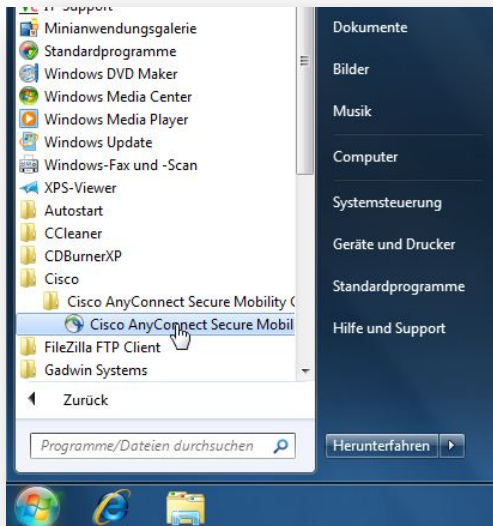 IT-Support
Minianwendungsgalerie
Standardprogramme
Windows DVD Maker
Windows Media Center
Windows Media Player
Windows Update
Windows-Fax und -Scan
XPS-Viewer
Autostart
CCleaner
CDBurnerXP
Cisco
Cisco AnyConnect Secure Mobility C
Cisco AnyConnect Secure Mobil
FileZilla FTP Client
Gadwin Systems
Zurück
Programme/Dateien durchsuchen
Dokumente
Bilder
Musik
Computer
Systemsteuerung
Geräte und Drucker
Standardprogramme
Hilfe und Support
Herunterfahren